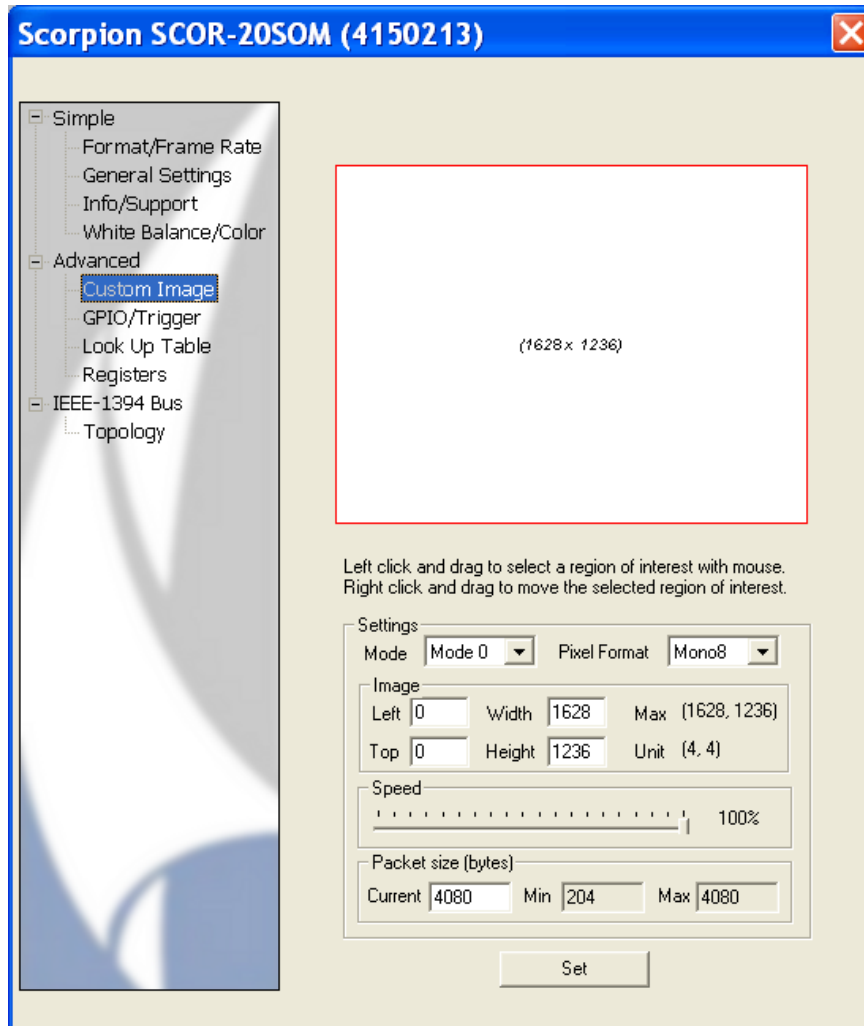 Scorpion SCOR-20SOM (4150213)
Simple
Format/Frame Rate
General Settings
Info/Support
White Balance/Color
Advanced
Custom Image
GPIO/Trigger
Look Up Table
Registers
IEEE-1394 Bus
Topology
(1628 x 1236)
Left click and drag to select a region of interest with mouse.
Right click and drag to move the selected region of interest.
Settings
Mode Mode 0 Pixel Format Mono8
Image
Left 0 Width 1628 Max (1628, 1236)
Top 0 Height 1236 Unit (4, 4)
Speed
100%
Packet size (bytes)
Current 4080 Min 204 Max 4080
Set